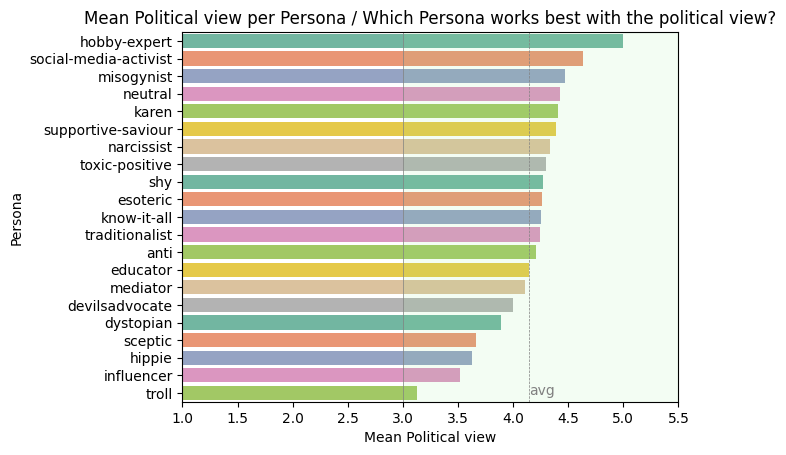 Mean Political view per Persona / Which Persona works best with the political view?
Persona
hobby-expert
social-media-activist
misogynist
neutral
karen
supportive-saviour
narcissist
toxic-positive
shy
esoteric
know-it-all
traditionalist
anti
educator
mediator
devilsadvocate
dystopian
sceptic
hippie
influencer
troll
avg
1.0 1.5 2.0 2.5 3.0 3.5 4.0 4.5 5.0 5.5
Mean Political view